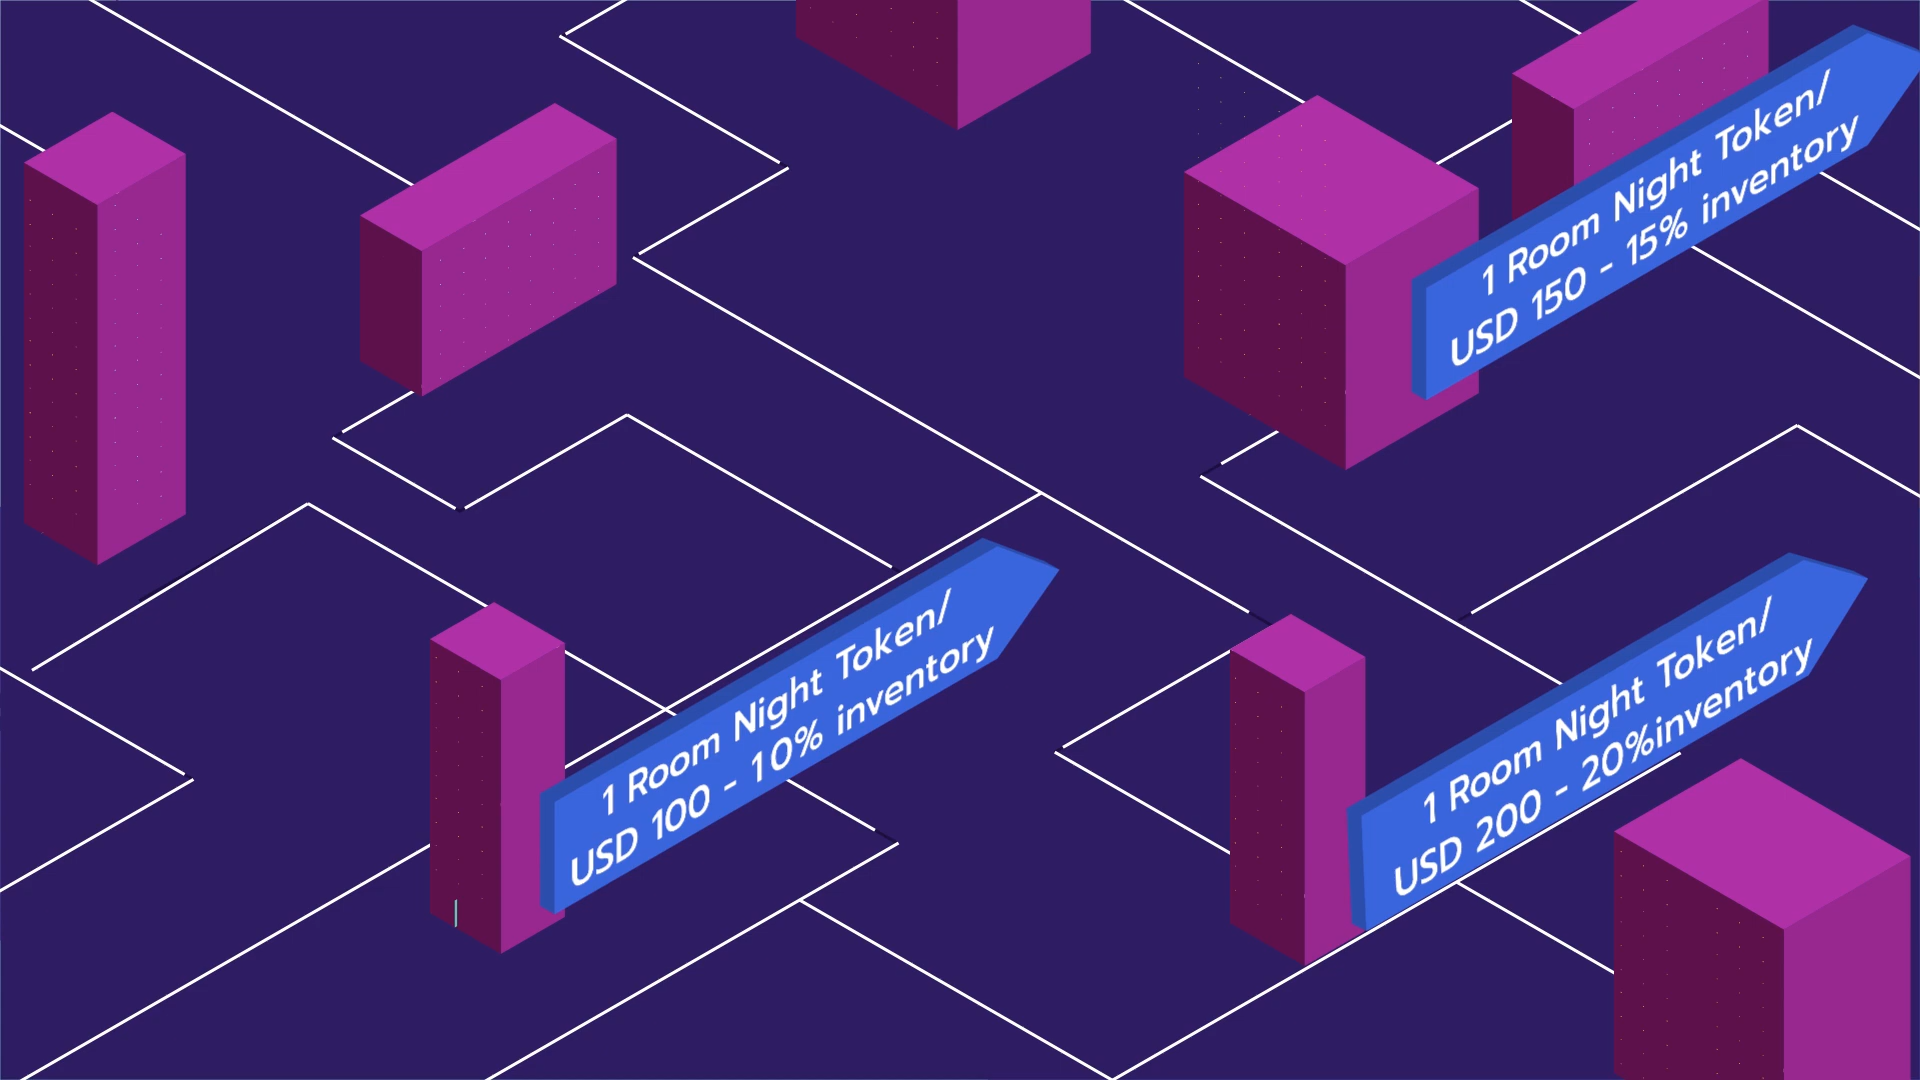 1 Room Night Token/
USD 150 - 15% inventory
1 Room Night Token/
USD 100 - 10% inventory
1 Room Night Token/
USD 200 - 20%inventory